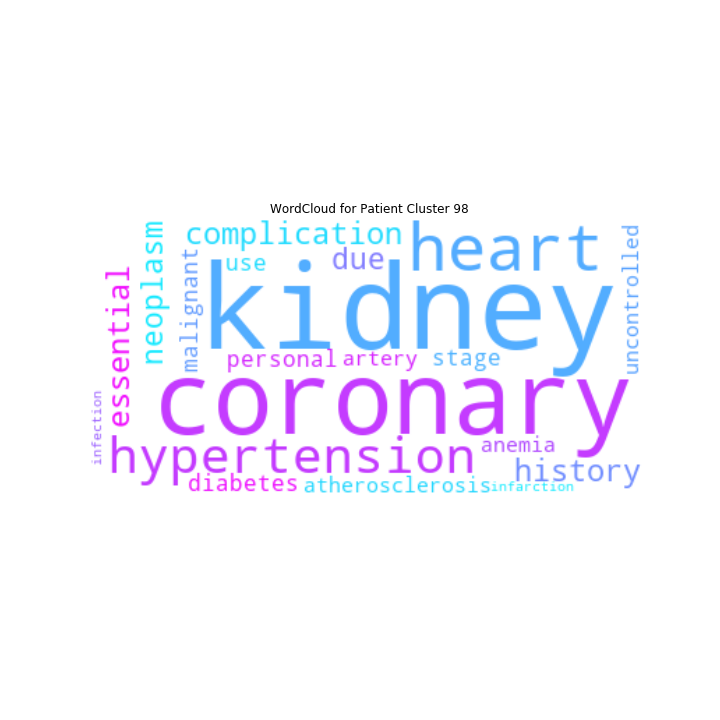 WordCloud for Patient Cluster 98
complication
heart
neoplasm
malignant
use
due
uncontrolled
essential
kidney
personal
artery
stage
coronary
infection
hypertension
anemia
history
diabetes
atherosclerosis
infarction